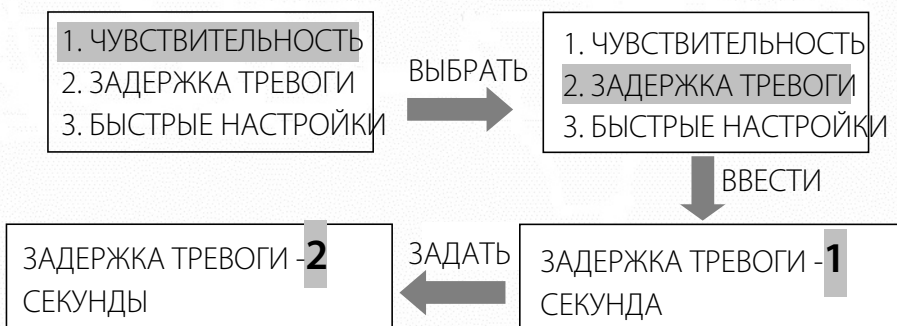 1. ЧУВСТВИТЕЛЬНОСТЬ
2. ЗАДЕРЖКА ТРЕВОГИ
3. БЫСТРЫЕ НАСТРОЙКИ
ВЫБРАТЬ
1. ЧУВСТВИТЕЛЬНОСТЬ
2. ЗАДЕРЖКА ТРЕВОГИ
3. БЫСТРЫЕ НАСТРОЙКИ
ВВЕСТИ
ЗАДЕРЖКА ТРЕВОГИ -1
СЕКУНДА
ЗАДАТЬ
ЗАДЕРЖКА ТРЕВОГИ -2
СЕКУНДЫ